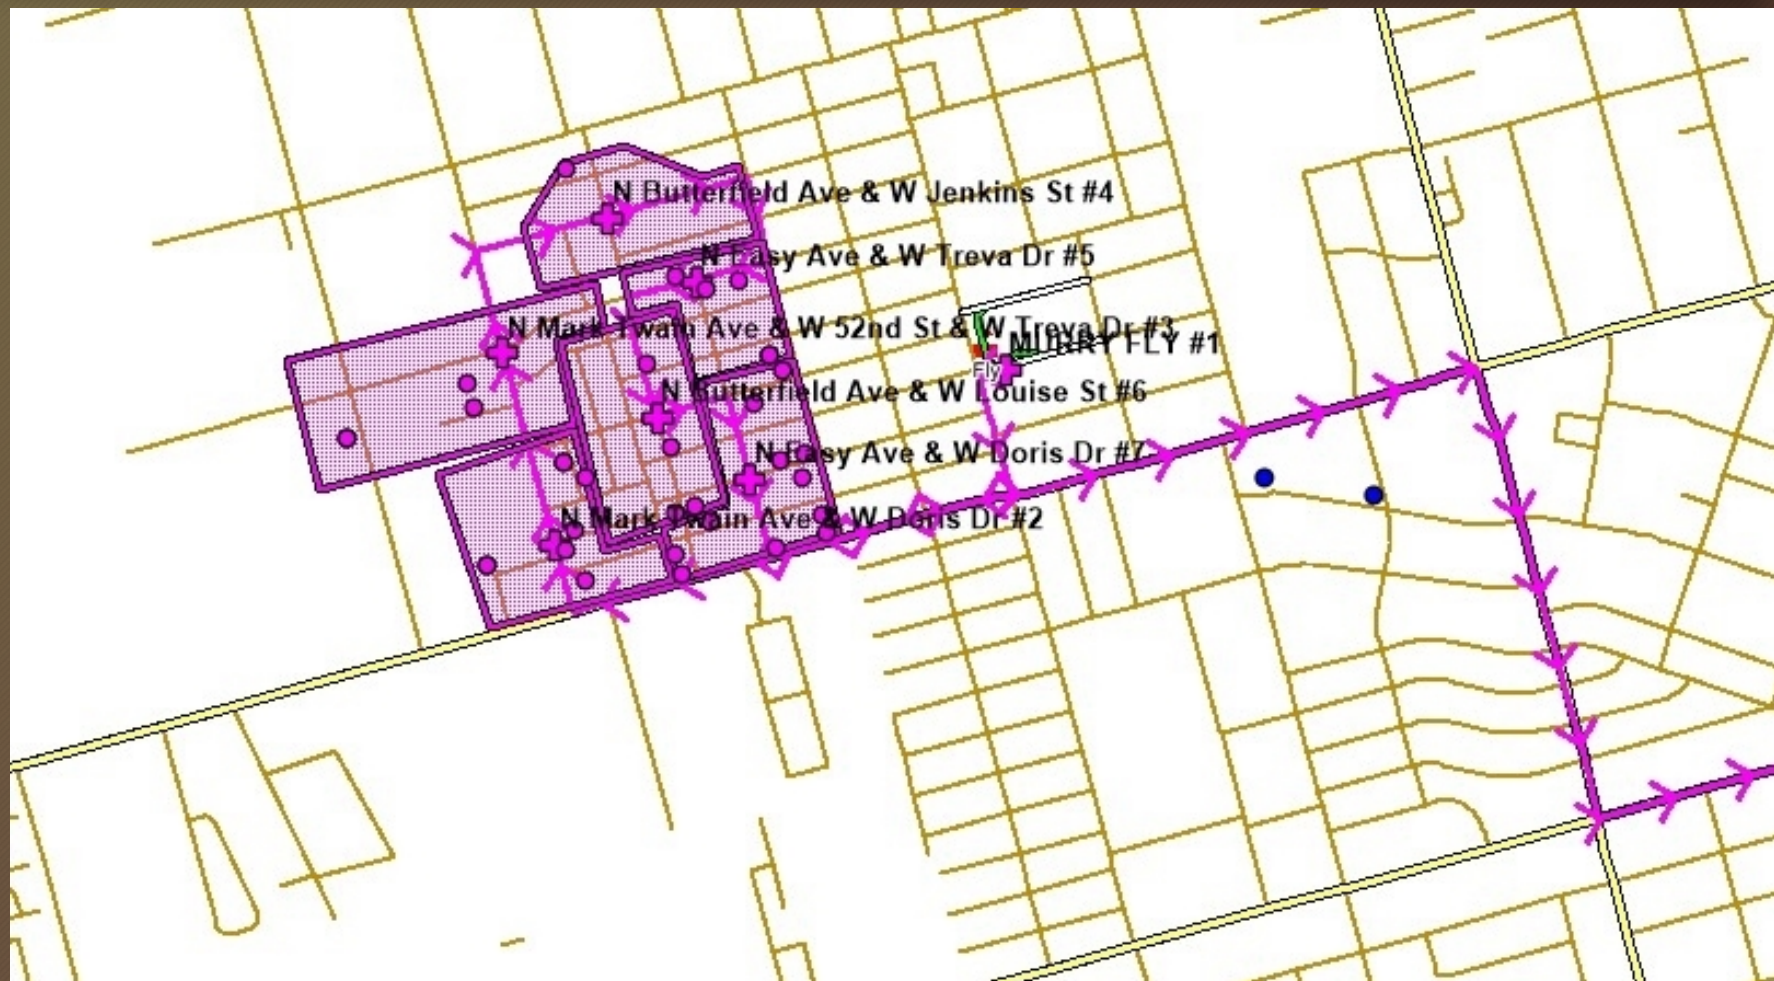 N Butterfield Ave & W Jenkins St #4
N Easy Ave & W Treva Dr #5
N Mark Twain Ave & W 52nd St & W Treva Dr #3
MURRY FLY #1
Fly
N Butterfield Ave & W Louise St #6
N Easy Ave & W Doris Dr #7
N Mark Twain Ave & W Doris Dr #2